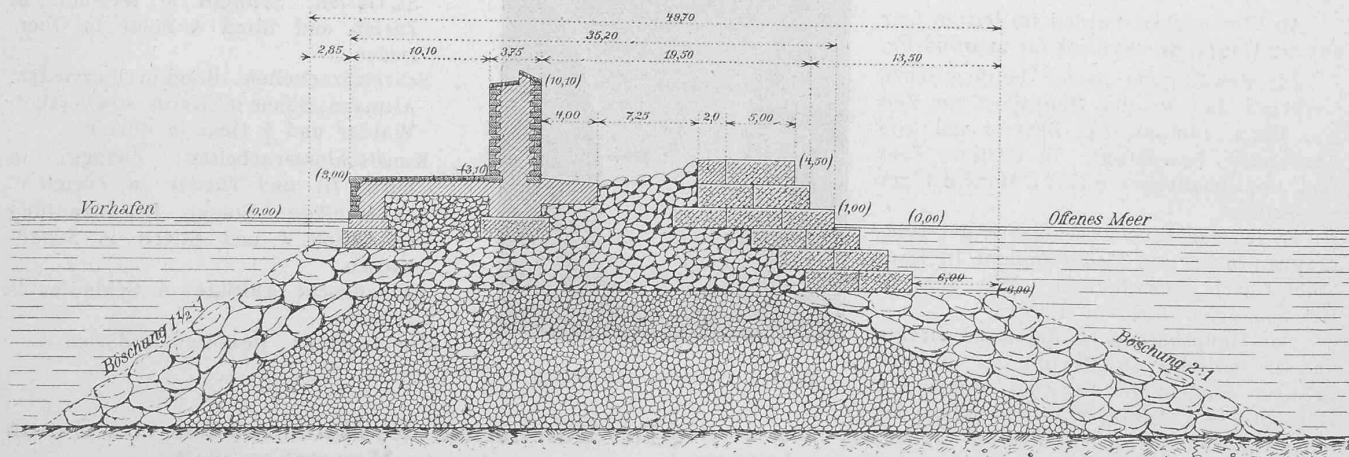 49,70
35,20
2,85 10,10 3,75 19,50 13,50
(10,10)
4,00 7,25 2,0 5,00
(3,00) (3,10) (4,50)
Vorhafen (0,00) (1,00) (0,00) Offenes Meer
6,00
Böschung 1½:1 Böschung 2:1